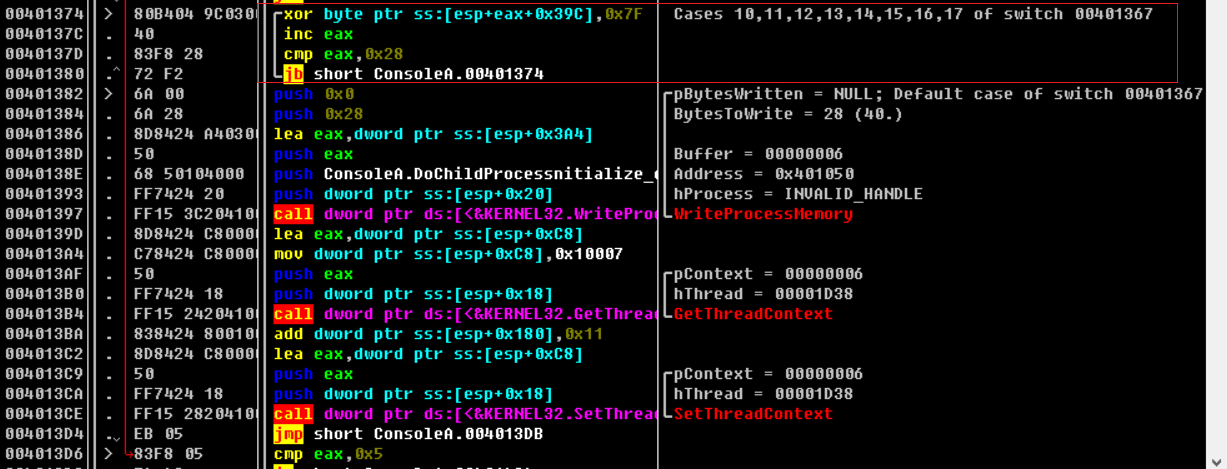 00401374 > 80B404 9C030 xor byte ptr ss:[esp+eax+0x39C],0x7F Cases 10,11,12,13,14,15,16,17 of switch 00401367
0040137C . 40 inc eax
0040137D . 83F8 28 cmp eax,0x28
00401380 .^ 72 F2 jb short ConsoleA.00401374
00401382 > 6A 00 push 0x0 pBytesWritten = NULL; Default case of switch 00401367
00401384 . 6A 28 push 0x28 BytesToWrite = 28 (40.)
00401386 . 8D8424 A4030 lea eax,dword ptr ss:[esp+0x3A4]
0040138D . 50 push eax Buffer = 00000006
0040138E . 68 50104000 push ConsoleA.DoChildProcessnitialize_ Address = 0x401050
00401393 . FF7424 20 push dword ptr ss:[esp+0x20] hProcess = INVALID_HANDLE
00401397 . FF15 3C204100 call dword ptr ds:[<&KERNEL32.WritePro WriteProcessMemory
0040139D . 8D8424 C8000 lea eax,dword ptr ss:[esp+0xC8]
004013A4 . C78424 C8000 mov dword ptr ss:[esp+0xC8],0x10007
004013AF . 50 push eax pContext = 00000006
004013B0 . FF7424 18 push dword ptr ss:[esp+0x18] hThread = 00001D38
004013B4 . FF15 24204100 call dword ptr ds:[<&KERNEL32.GetThrea GetThreadContext
004013BA . 838424 80010 add dword ptr ss:[esp+0x180],0x11
004013C2 . 8D8424 C8000 lea eax,dword ptr ss:[esp+0xC8]
004013C9 . 50 push eax pContext = 00000006
004013CA . FF7424 18 push dword ptr ss:[esp+0x18] hThread = 00001D38
004013CE . FF15 28204100 call dword ptr ds:[<&KERNEL32.SetThrea SetThreadContext
004013D4 .v EB 05 jmp short ConsoleA.004013DB
004013D6 > 83F8 05 cmp eax,0x5